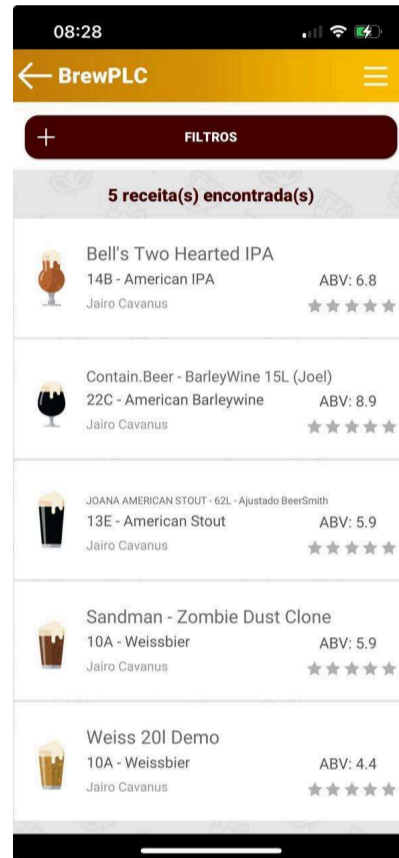 08:28
BrewPLC
FILTROS
5 receita(s) encontrada(s)
Bell's Two Hearted IPA
14B - American IPA ABV: 6.8
Jairo Cavanus
Contain.Beer - BarleyWine 15L (Joel)
22C - American Barleywine ABV: 8.9
Jairo Cavanus
JOANA AMERICAN STOUT - 62L - Ajustado BeerSmith
13E - American Stout ABV: 5.9
Jairo Cavanus
Sandman - Zombie Dust Clone
10A - Weissbier ABV: 5.9
Jairo Cavanus
Weiss 20l Demo
10A - Weissbier ABV: 4.4
Jairo Cavanus